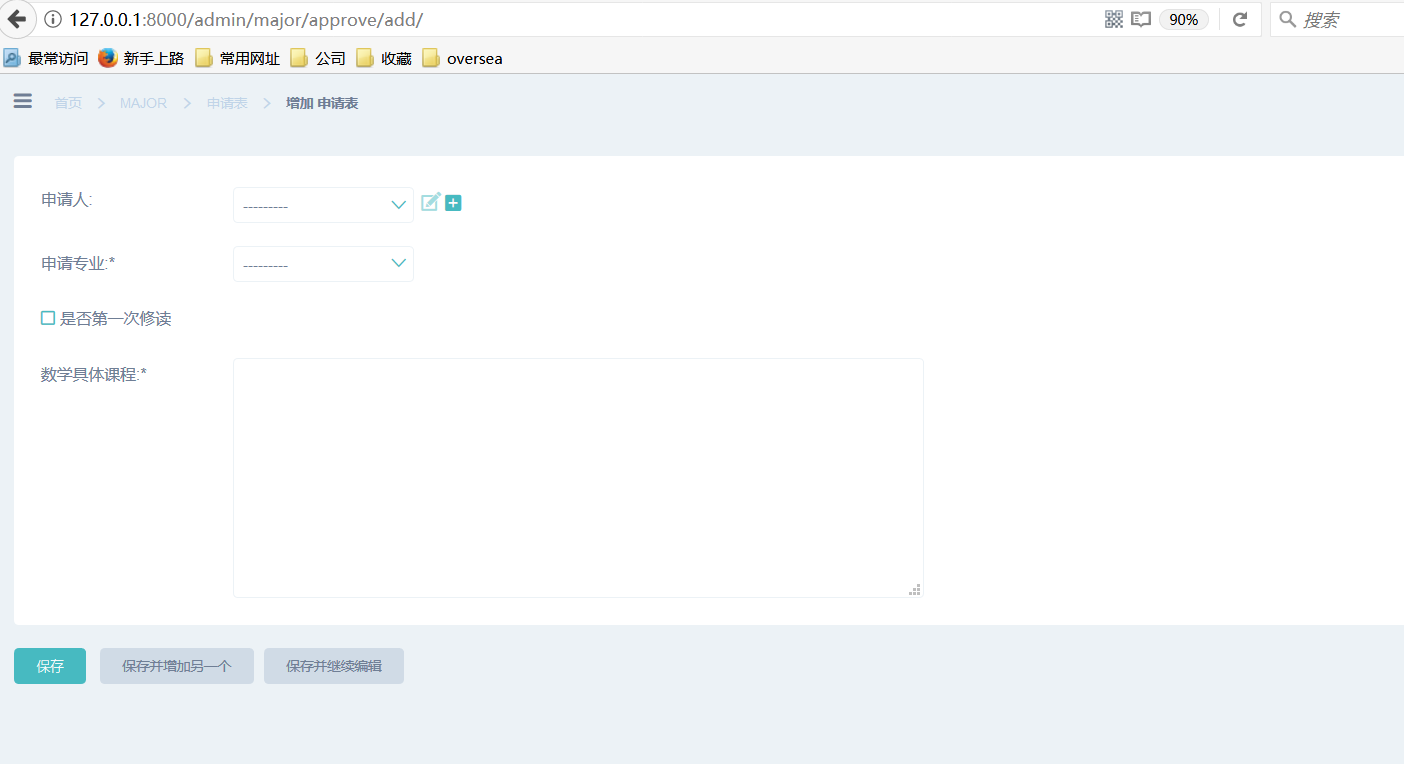 127.0.0.1:8000/admin/major/approve/add/ 90% 搜索
最常访问 新手上路 常用网址 公司 收藏 oversea
首页 MAJOR 申请表 增加 申请表
申请人: ---------
申请专业:* ---------
是否第一次修读
数学具体课程:*
保存 保存并增加另一个 保存并继续编辑